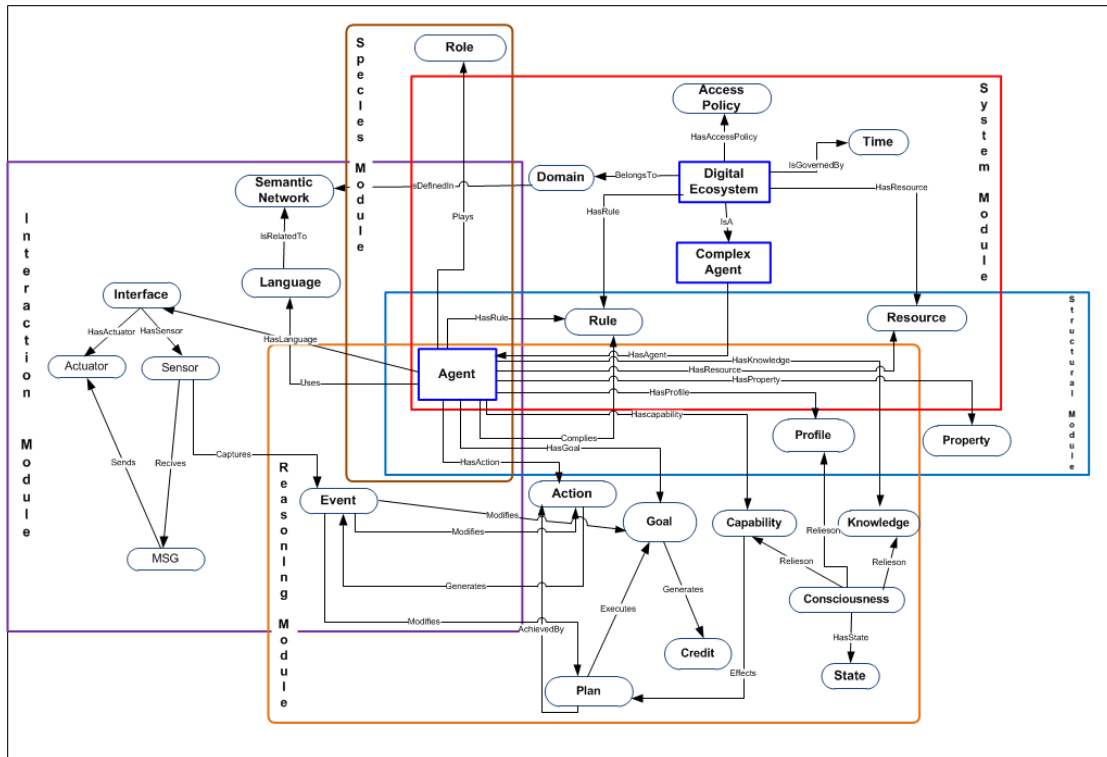 Specles Module
Role
System Module
Access
Policy
HasAccessPolicy
Time
IsGovernedBy
Digital
Ecosystem
BelongsTo
Domain
IsDefinedIn
Semantic
Network
HasResource
HasRule
Plays
IsA
IsRelatedTo
Complex
Agent
Interaction Module
Language
Interface
Structural Module
Rule
Resource
HasRule
HasActuator
HasSensor
HasLanguage
HasAgent
HasKnowledge
HasResource
HasProperty
HasProfile
Actuator
Sensor
Agent
Uses
Hascapability
Profile
Property
Complies
HasGoal
HasAction
Sends
Recives
Captures
ReasonIng Module
Event
Action
Modifies
Modifies
Goal
Capability
Knowledge
Relieson
Relieson
Relieson
MSG
Generates
Generates
Consciousness
Executes
Modifies
AchievedBy
HasState
Credit
Effects
State
Plan